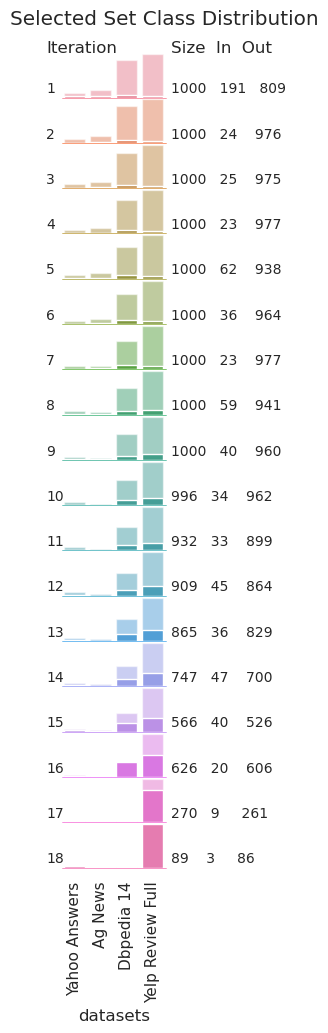 Selected Set Class Distribution
Iteration Size In Out
1 1000 191 809
2 1000 24 976
3 1000 25 975
4 1000 23 977
5 1000 62 938
6 1000 36 964
7 1000 23 977
8 1000 59 941
9 1000 40 960
10 996 34 962
11 932 33 899
12 909 45 864
13 865 36 829
14 747 47 700
15 566 40 526
16 626 20 606
17 270 9 261
18 89 3 86
Yahoo Answers
Ag News
Dbpedia 14
Yelp Review Full
datasets